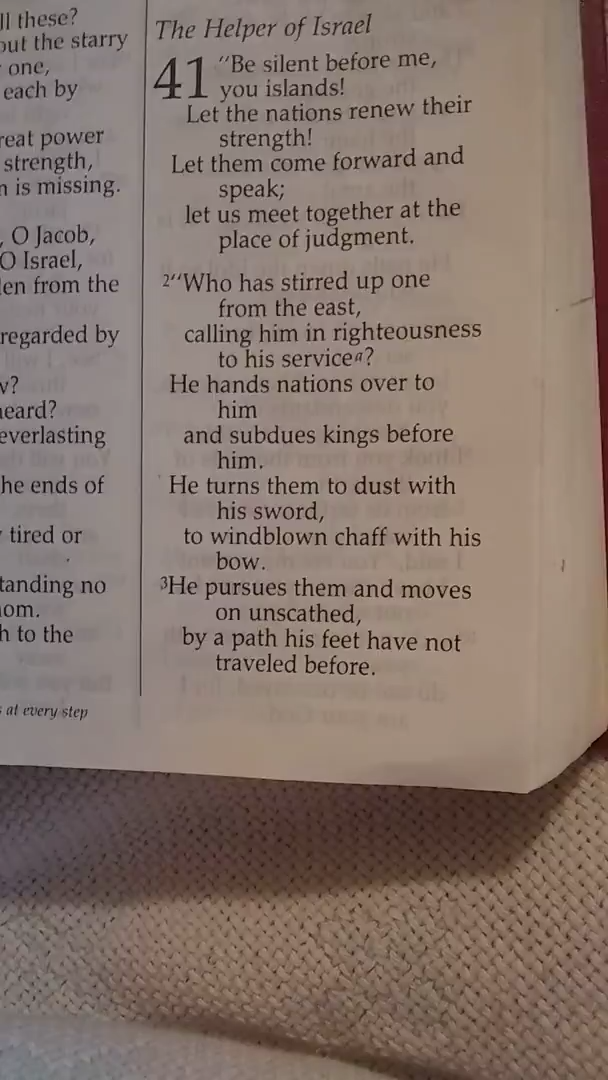 ll these?
out the starry
one,
each by
reat power
strength,
n is missing.
, O Jacob,
O Israel,
den from the
regarded by
w?
heard?
everlasting
he ends of
tired or
tanding no
nom.
h to the
s at every step
The Helper of Israel
41 "Be silent before me,
you islands!
Let the nations renew their
strength!
Let them come forward and
speak;
let us meet together at the
place of judgment.
2"Who has stirred up one
from the east,
calling him in righteousness
to his servicea?
He hands nations over to
him
and subdues kings before
him.
He turns them to dust with
his sword,
to windblown chaff with his
bow.
3He pursues them and moves
on unscathed,
by a path his feet have not
traveled before.